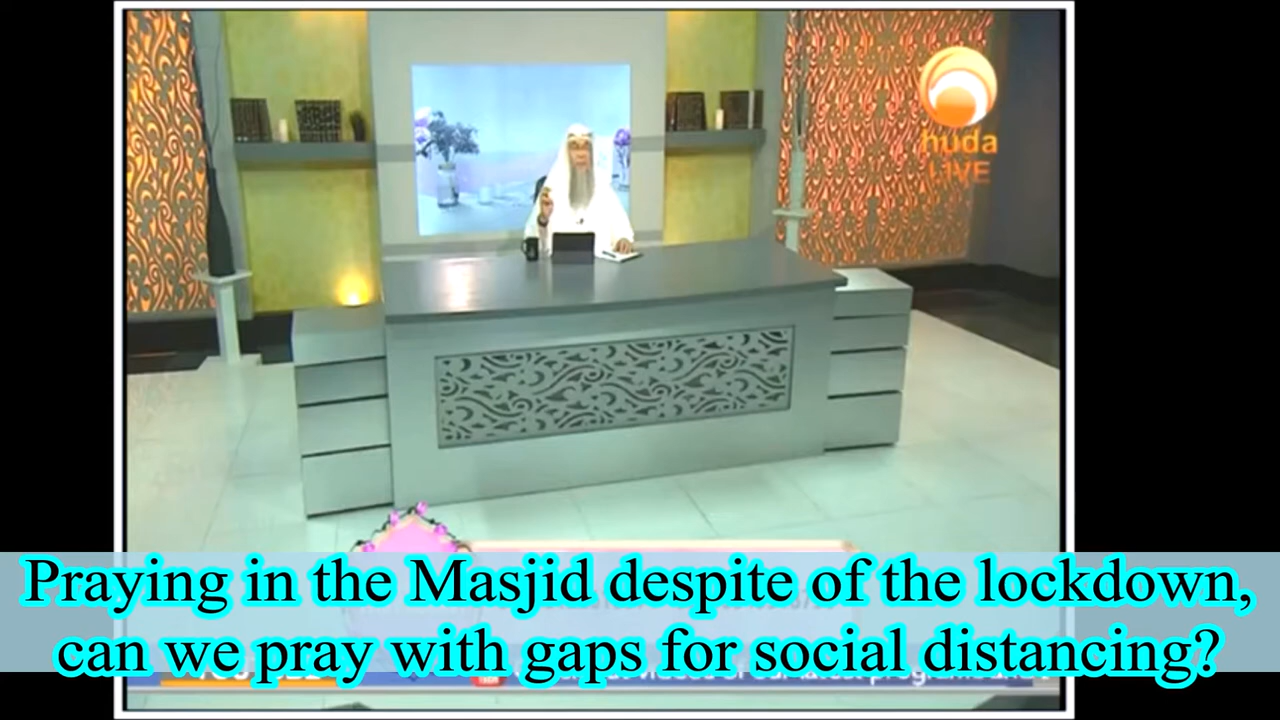 huda
LIVE
Praying in the Masjid despite of the lockdown,
can we pray with gaps for social distancing?